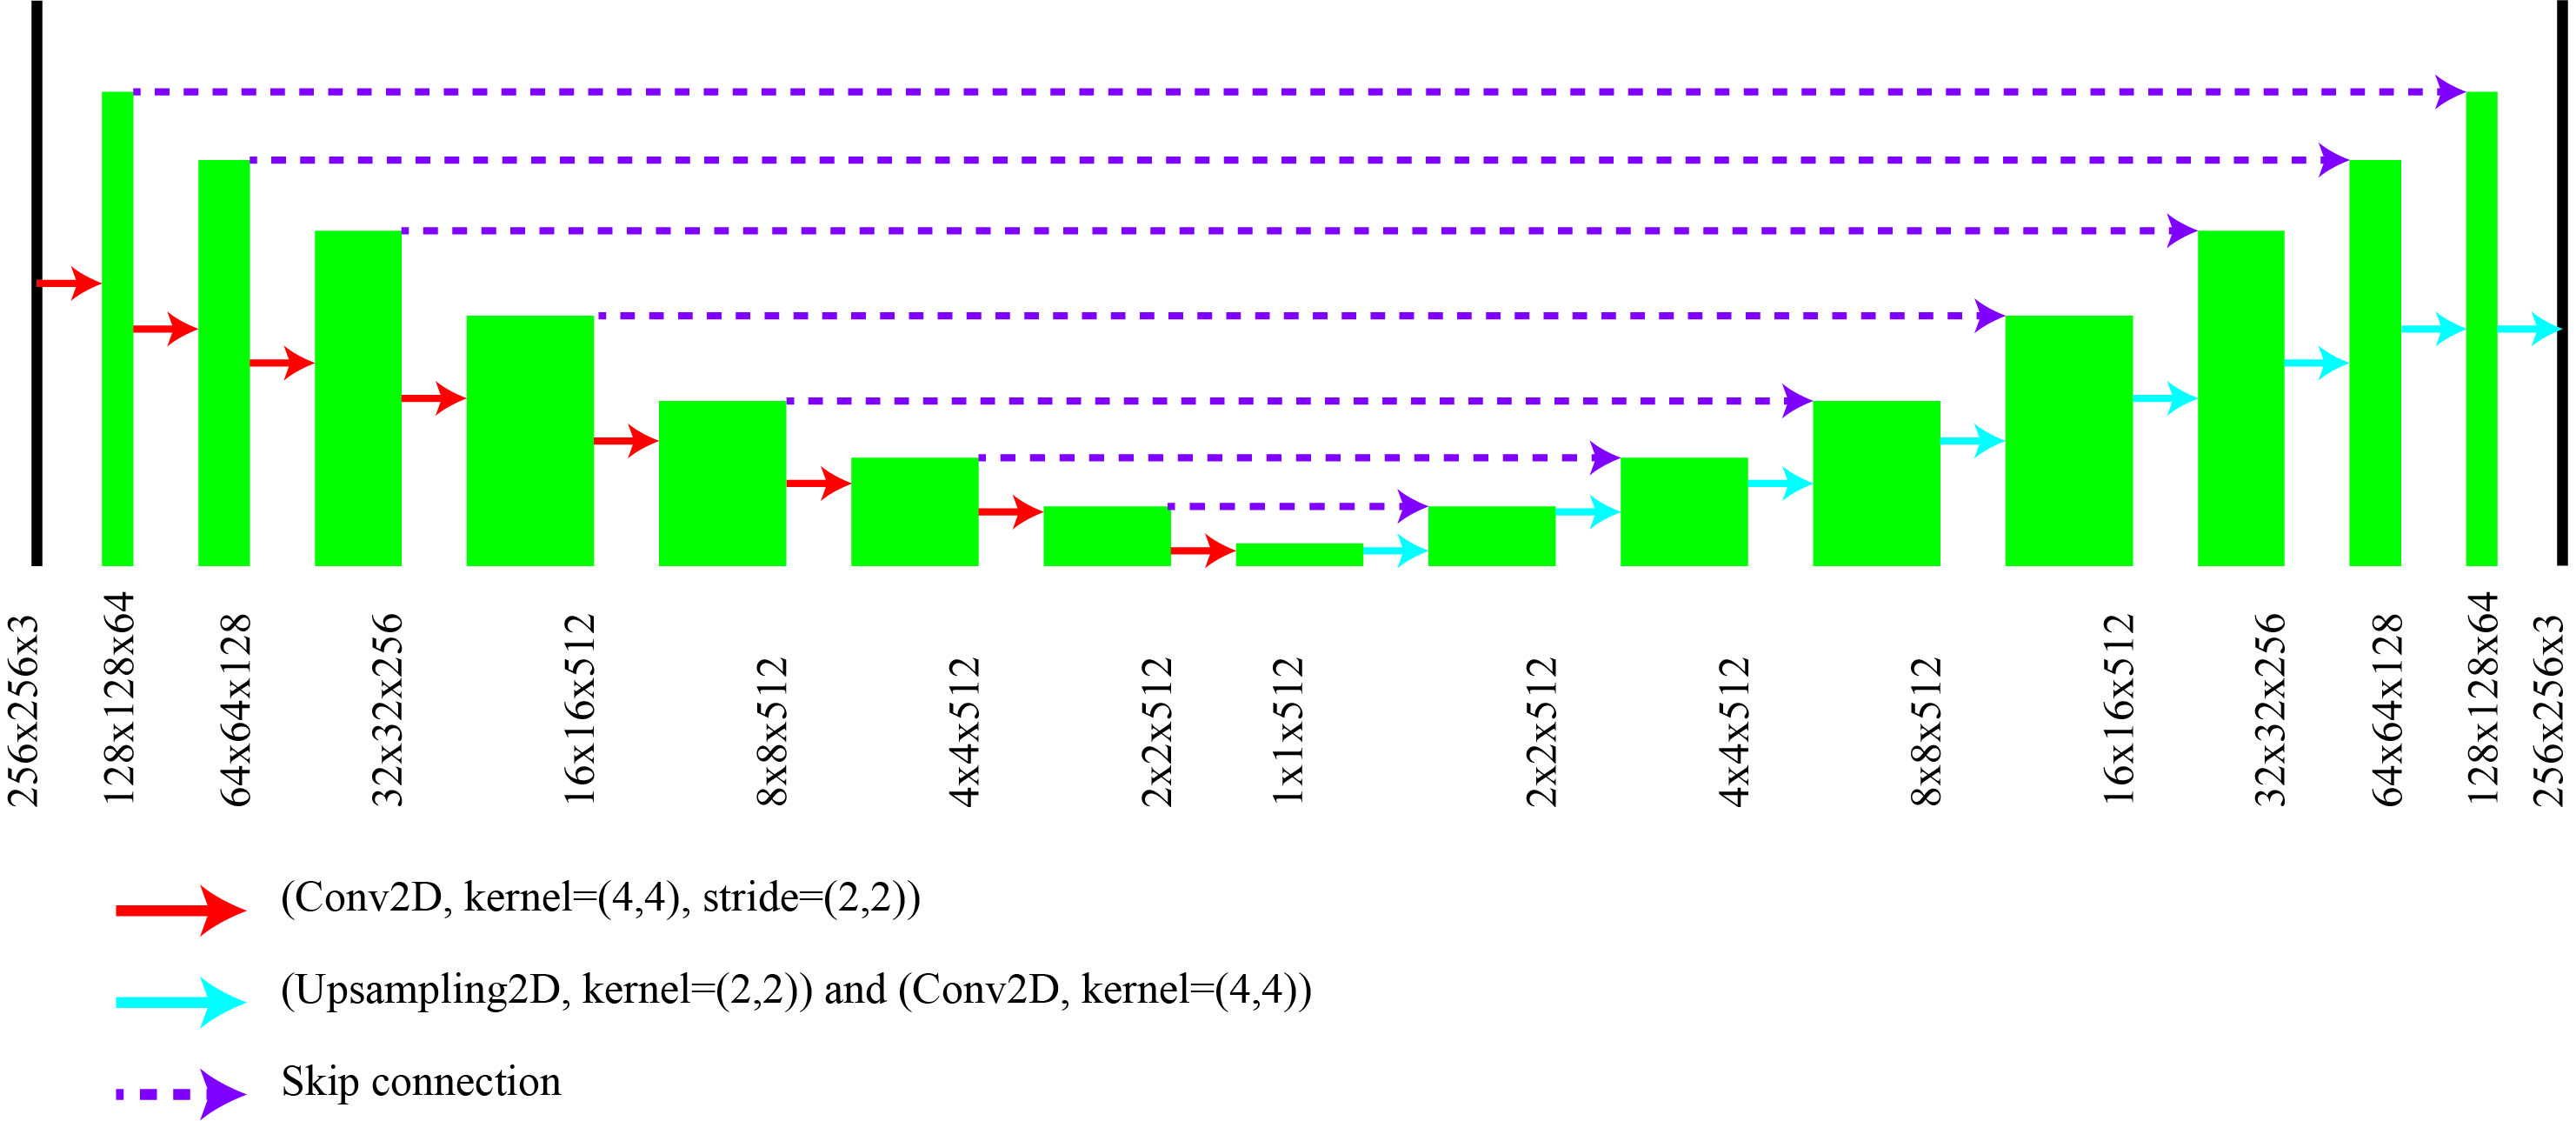 256x256x3
128x128x64
64x64x128
32x32x256
16x16x512
8x8x512
4x4x512
2x2x512
1x1x512
2x2x512
4x4x512
8x8x512
16x16x512
32x32x256
64x64x128
128x128x64
256x256x3
(Conv2D, kernel=(4,4), stride=(2,2))
(Upsampling2D, kernel=(2,2)) and (Conv2D, kernel=(4,4))
Skip connection